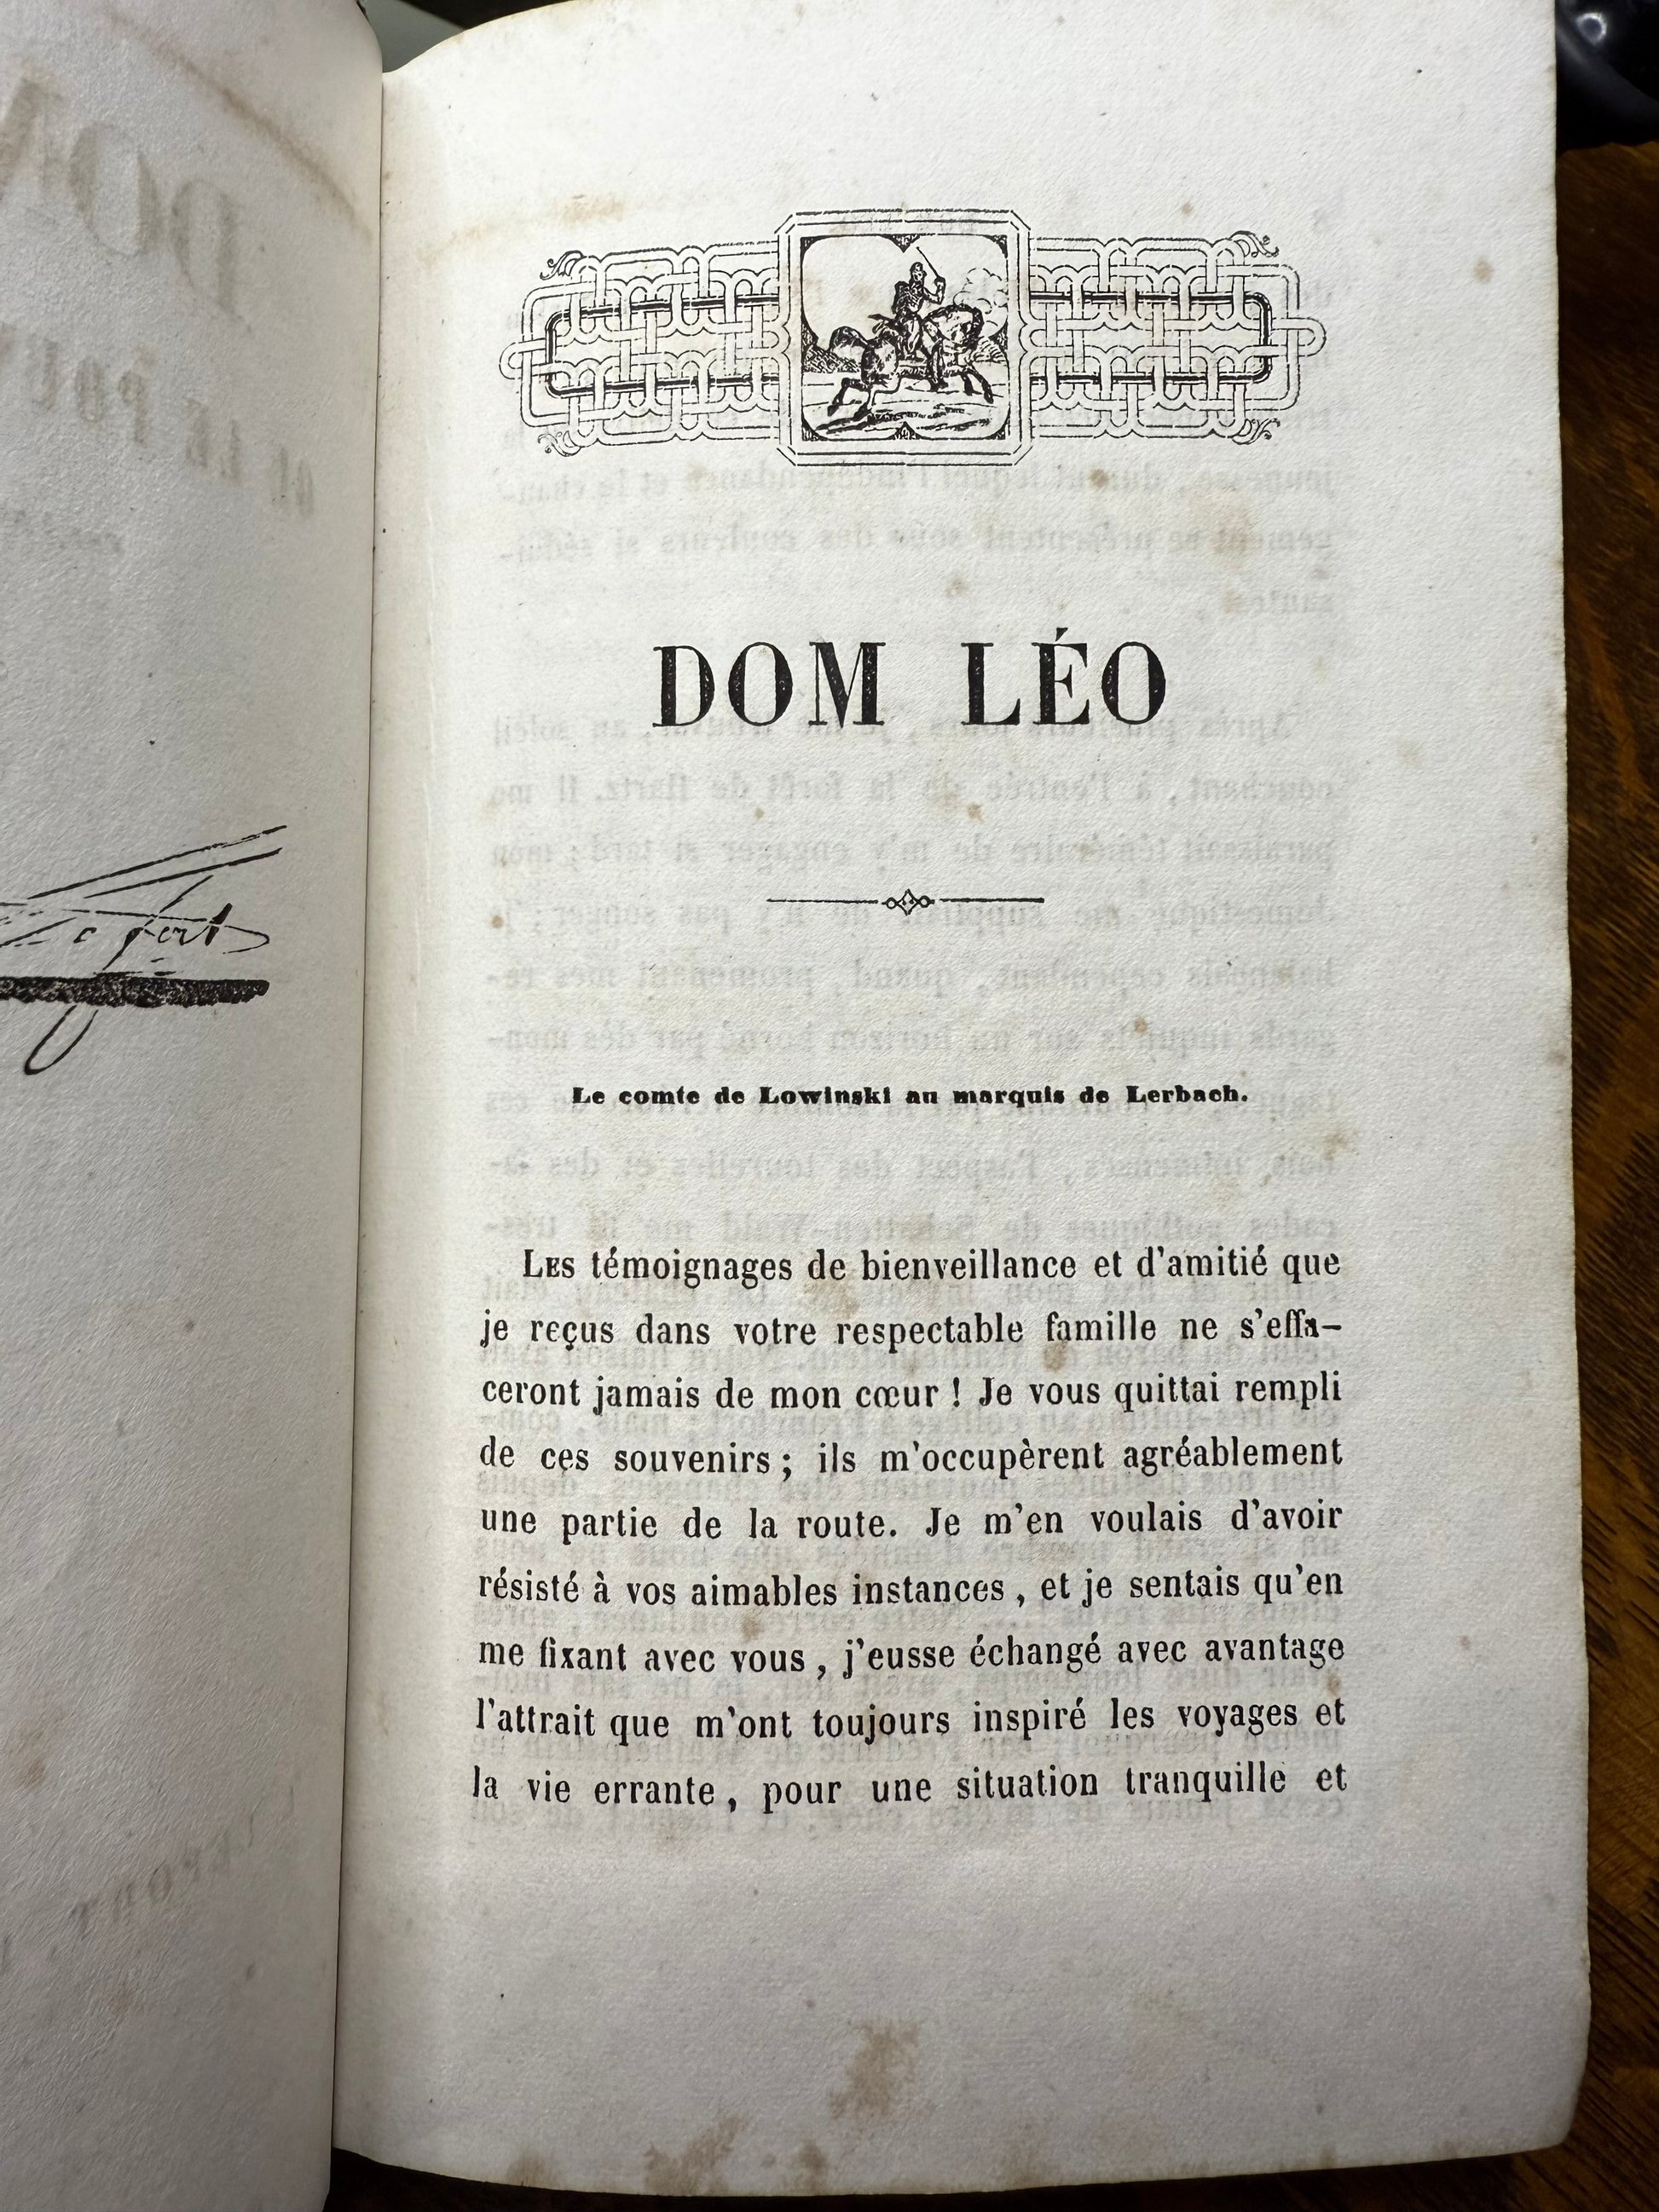 DOM LÉO
Le comte de Lowinski au marquis de Lerbach.
LES témoignages de bienveillance et d'amitié que
je reçus dans votre respectable famille ne s'effa-
ceront jamais de mon cœur ! Je vous quittai rempli
de ces souvenirs ; ils m'occupèrent agréablement
une partie de la route. Je m'en voulais d'avoir
résisté à vos aimables instances , et je sentais qu'en
me fixant avec vous , j'eusse échangé avec avantage
l'attrait que m'ont toujours inspiré les voyages et
la vie errante , pour une situation tranquille et